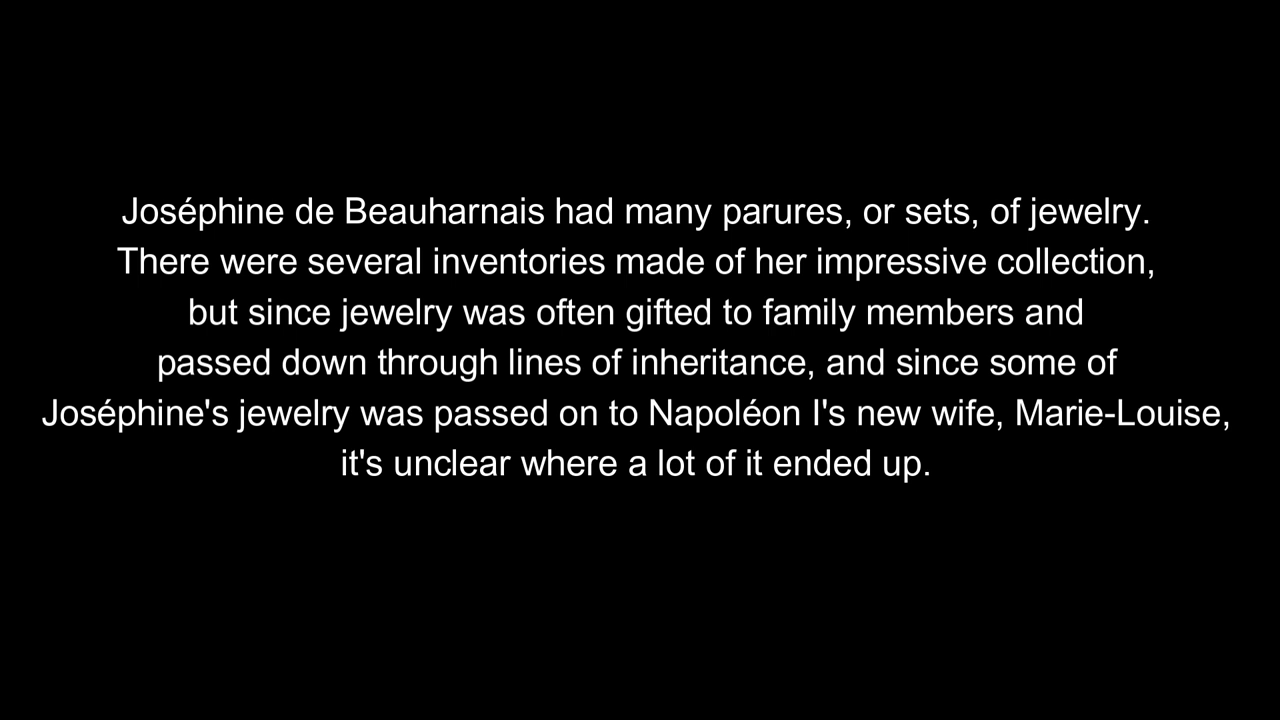 Joséphine de Beauharnais had many parures, or sets, of jewelry.
There were several inventories made of her impressive collection,
but since jewelry was often gifted to family members and
passed down through lines of inheritance, and since some of
Joséphine's jewelry was passed on to Napoléon I's new wife, Marie-Louise,
it's unclear where a lot of it ended up.